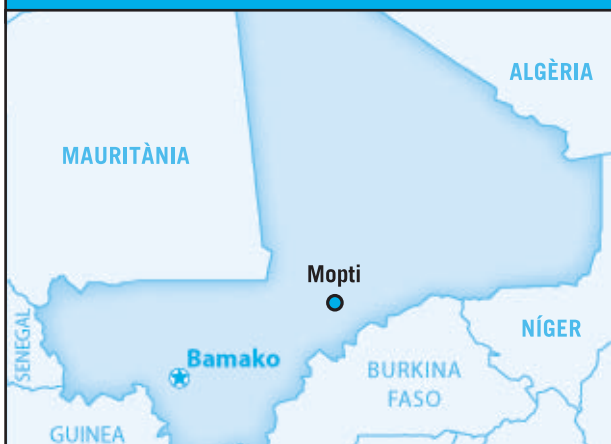 ALGÈRIA
MAURITÀNIA
Mopti
SENEGAL
NÍGER
Bamako
BURKINA
FASO
GUINEA